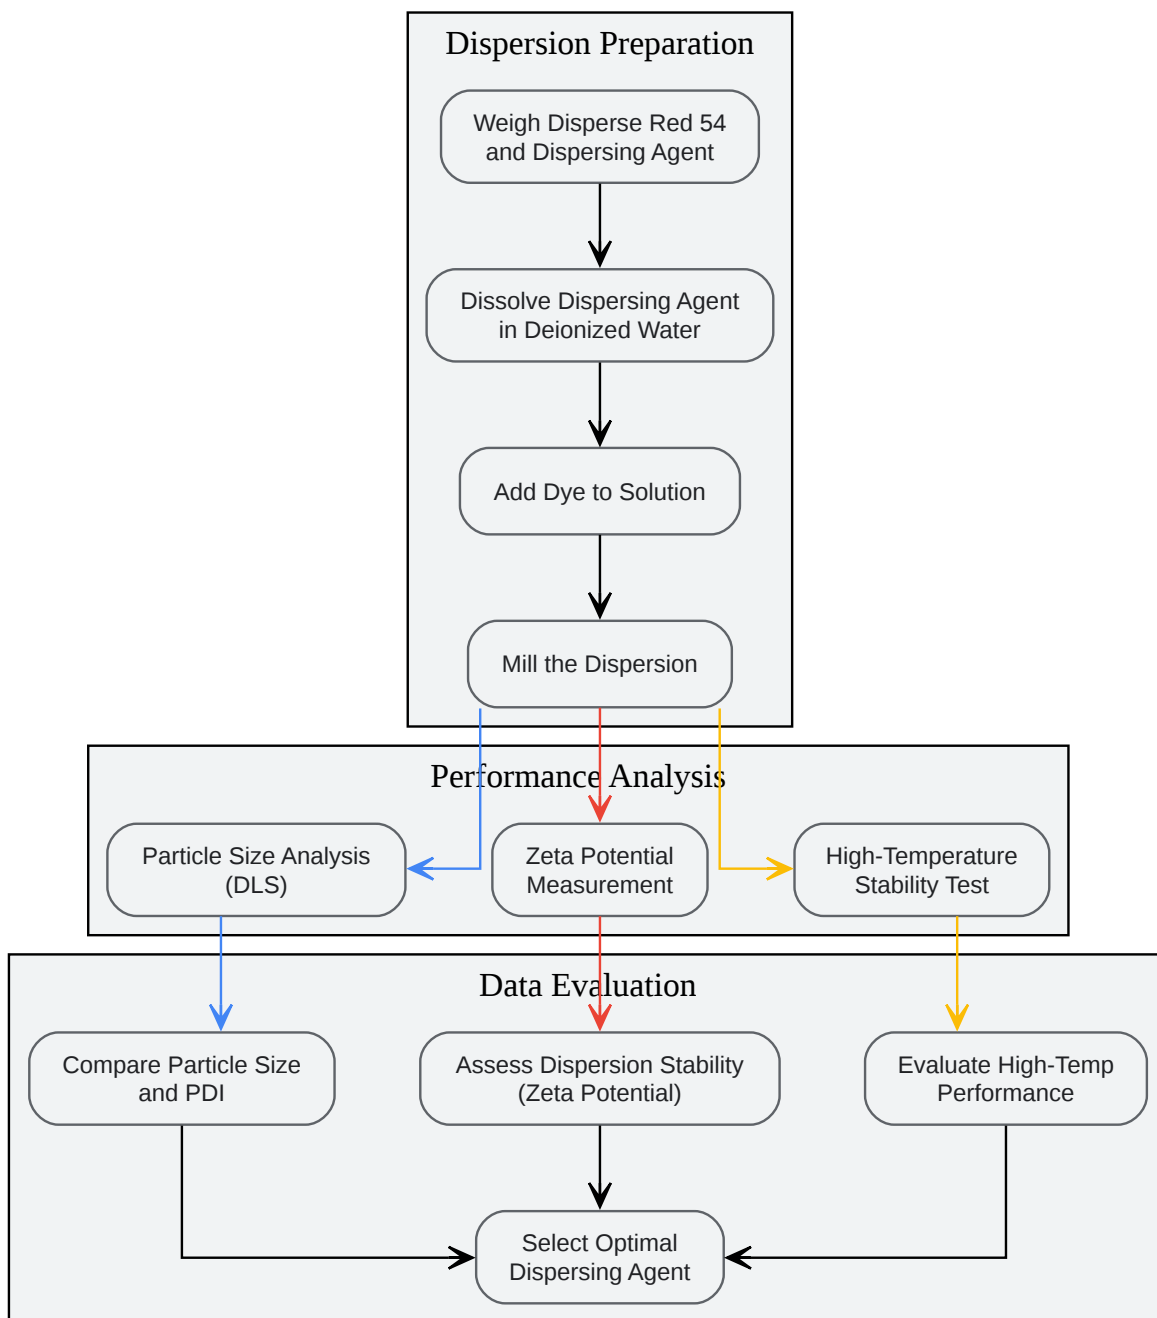 Dispersion Preparation
Weigh Disperse Red 54
and Dispersing Agent
Dissolve Dispersing Agent
in Deionized Water
Add Dye to Solution
Mill the Dispersion
Performance Analysis
Particle Size Analysis
(DLS)
Zeta Potential
Measurement
High-Temperature
Stability Test
Data Evaluation
Compare Particle Size
and PDI
Assess Dispersion Stability
(Zeta Potential)
Evaluate High-Temp
Performance
Select Optimal
Dispersing Agent